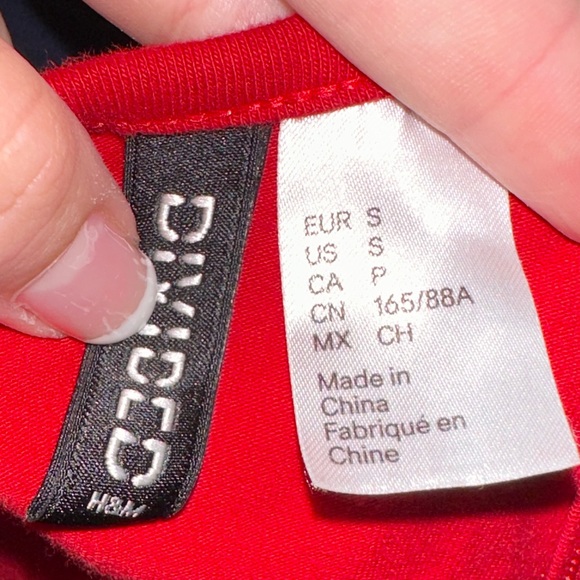 DIVIDED
H&M
EUR S
US S
CA P
CN 165/88A
MX CH
Made in
China
Fabriqué en
Chine